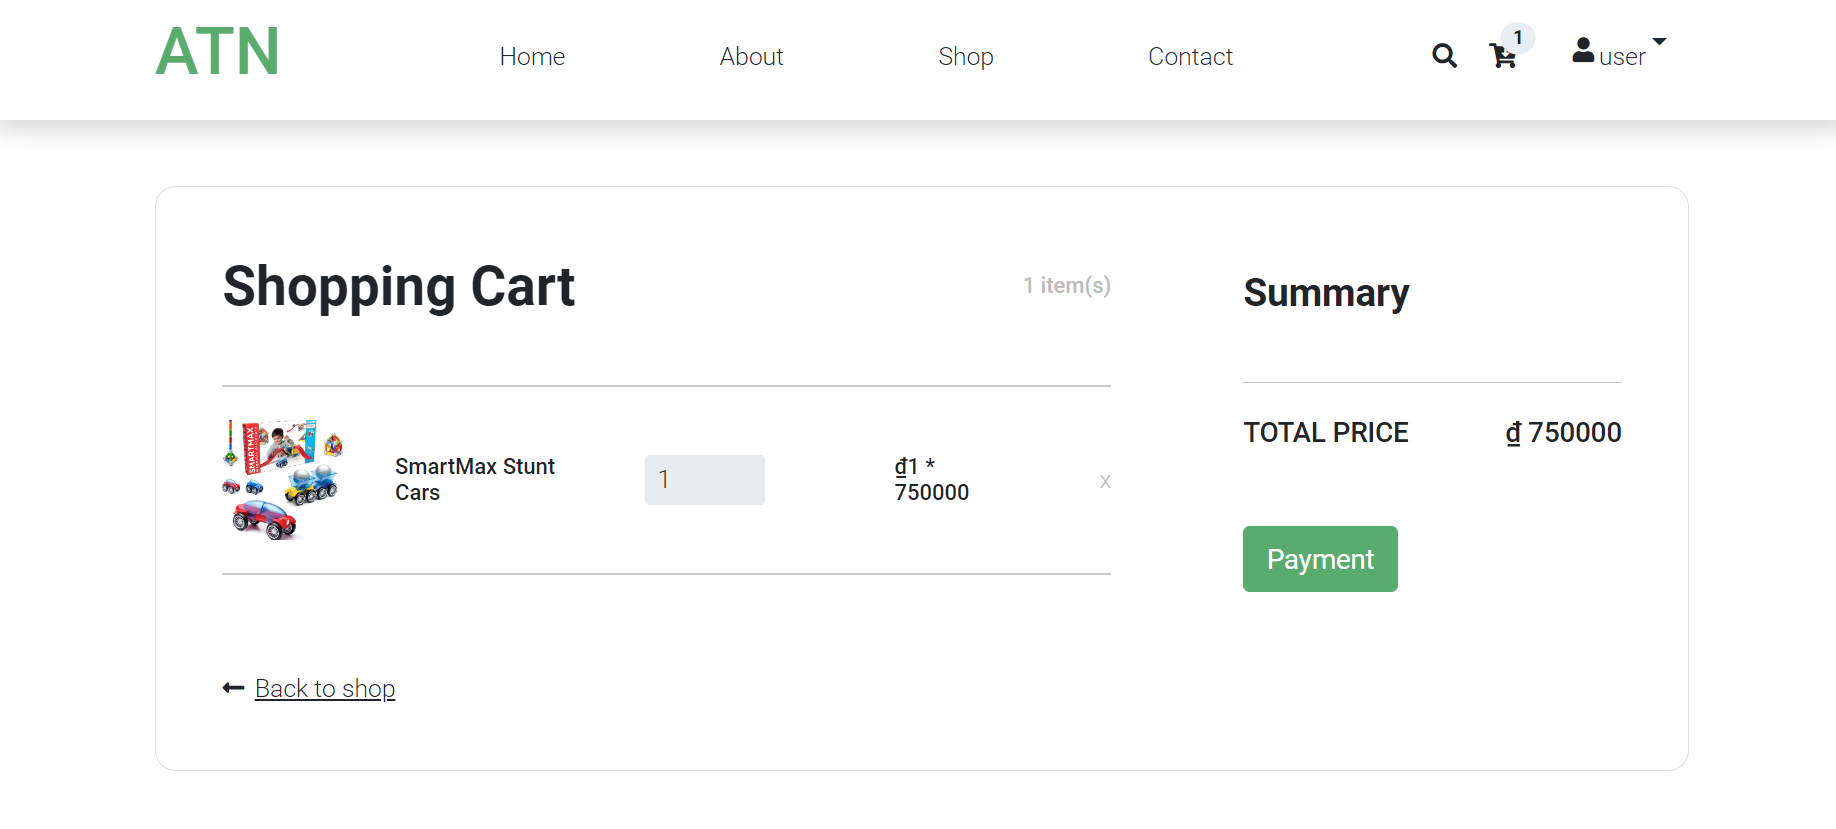 ATN
Home
About
Shop
Contact
1
user
Shopping Cart
1 item(s)
Summary
SMARTMAX
SmartMax Stunt
Cars
1
₫1 *
750000
x
TOTAL PRICE
₫ 750000
Payment
Back to shop